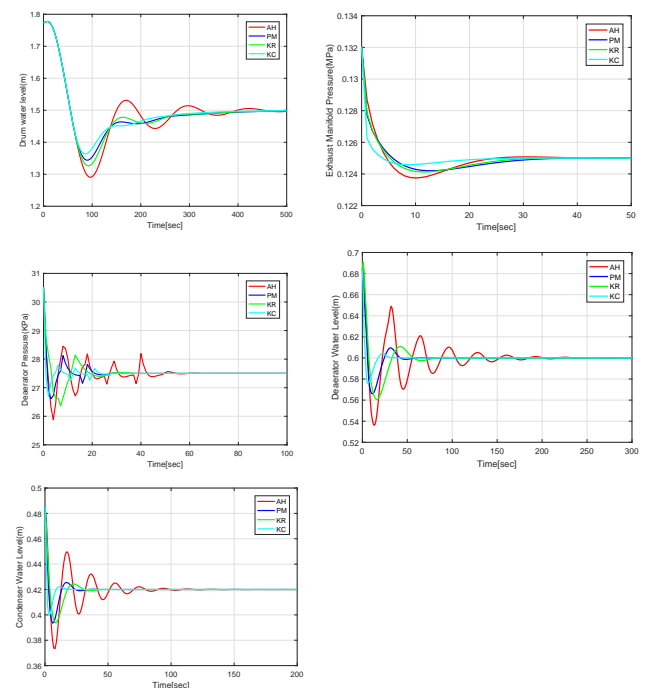 Drum water level(m)
1.8
1.7
1.6
1.5
1.4
1.3
1.2
0
100
200
300
400
500
Time[sec]
AH
PM
KR
KC
Exhaust Manifold Pressure(MPa)
0.134
0.13
0.128
0.126
0.124
0.122
0
10
20
30
40
50
Time[sec]
AH
PM
KR
KC
Deaerator Pressure(KPa)
31
30
29
28
27
26
25
0
20
40
60
80
100
Time[sec]
AH
PM
KR
KC
Deaerator Water Level(m)
0.7
0.68
0.66
0.64
0.62
0.6
0.58
0.56
0.54
0.52
0
50
100
150
200
250
300
Time[sec]
AH
PM
KR
KC
Condenser Water Level(m)
0.5
0.48
0.46
0.44
0.42
0.4
0.38
0.36
0
50
100
150
200
Time[sec]
AH
PM
KR
KC